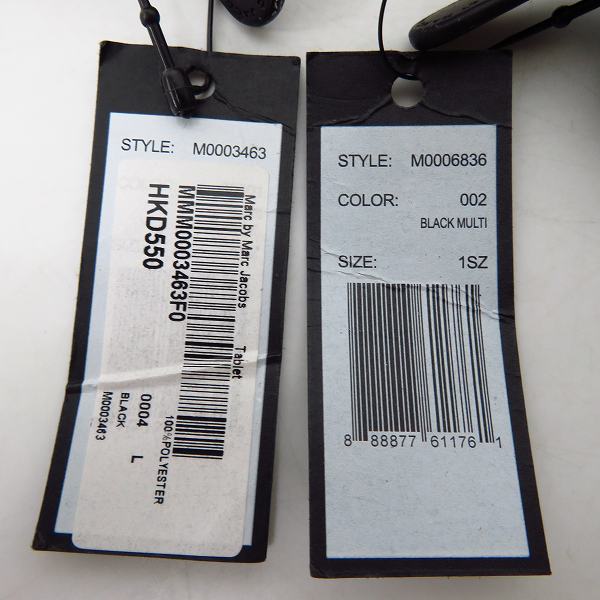 STYLE: M0003463
Marc by Marc Jacobs Tablet
MMM0003463F0
HKD550
100%POLYESTER
0004 L
BLACK
M0003463
STYLE: M0006836
COLOR: 002
BLACK MULTI
SIZE: 1SZ
8 88877 61176 1